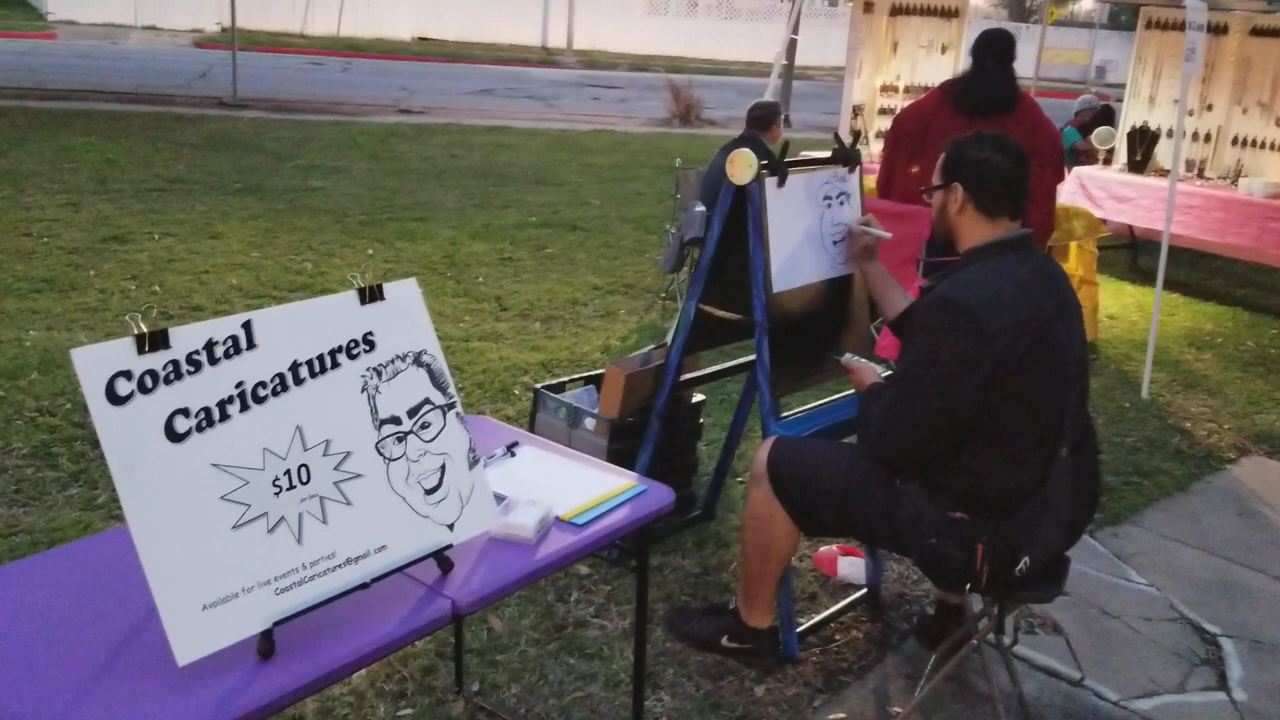 Coastal
Caricatures
$10
Available for live events & parties!
CoastalCaricatures@gmail.com